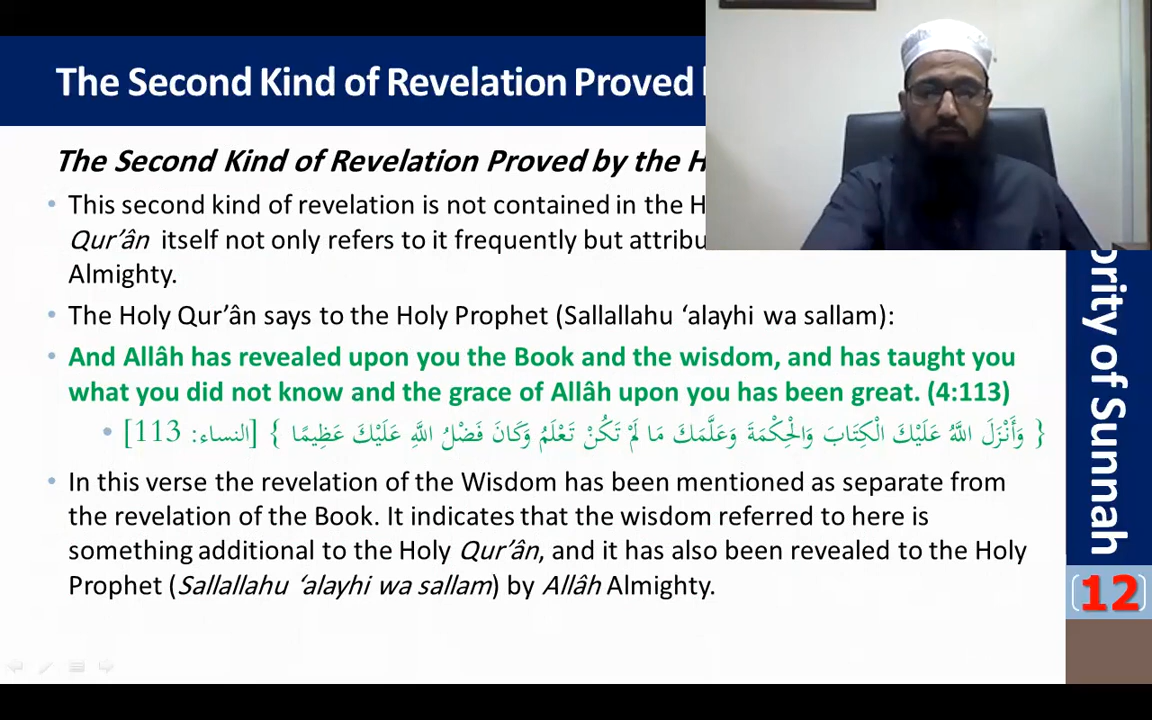 The Second Kind of Revelation Proved
The Second Kind of Revelation Proved by the
This second kind of revelation is not contained in the
Qur’ân itself not only refers to it frequently but
Almighty.
The Holy Qur’ân says to the Holy Prophet (Sallallahu ‘alayhi wa sallam):
And Allâh has revealed upon you the Book and the wisdom, and has taught you
what you did not know and the grace of Allâh upon you has been great. (4:113)
{ وَأَنْزَلَ اللَّهُ عَلَيْكَ الْكِتَابَ وَالْحِكْمَةَ وَعَلَّمَكَ مَا لَمْ تَكُنْ تَعْلَمُ وَكَانَ فَضْلُ اللَّهِ عَلَيْكَ عَظِيمًا } [النساء: 113]
In this verse the revelation of the Wisdom has been mentioned as separate from
the revelation of the Book. It indicates that the wisdom referred to here is
something additional to the Holy Qur’ân, and it has also been revealed to the Holy
Prophet (Sallallahu ‘alayhi wa sallam) by Allâh Almighty.
ority of Sunnah
12